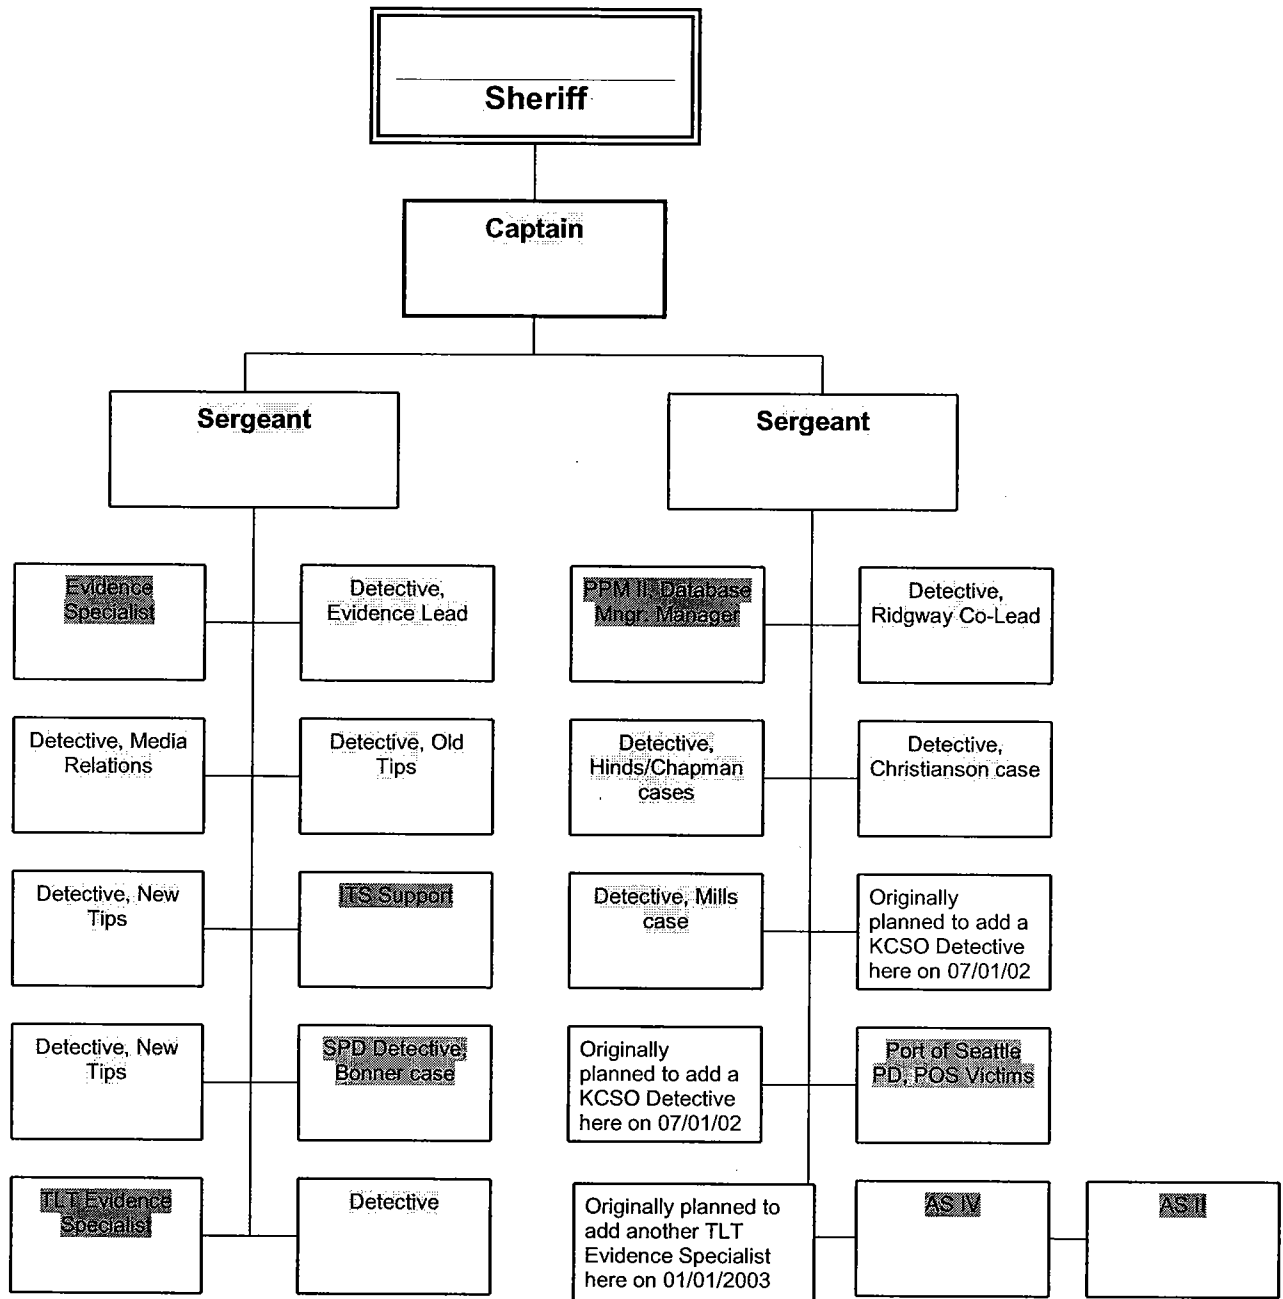 Sheriff
Captain
Sergeant
Sergeant
Evidence
Specialist
Detective,
Evidence Lead
PPM II, Database
Mngr. Manager
Detective,
Ridgway Co-Lead
Detective, Media
Relations
Detective, Old
Tips
Detective,
Hinds/Chapman
cases
Detective,
Christianson case
Detective, New
Tips
ITS Support
Detective, Mills
case
Originally
planned to add a
KCSO Detective
here on 07/01/02
Detective, New
Tips
SPD Detective,
Bonner case
Originally
planned to add a
KCSO Detective
here on 07/01/02
Port of Seattle
PD, POS Victims
TLT Evidence
Specialist
Detective
Originally planned to
add another TLT
Evidence Specialist
here on 01/01/2003
AS IV
AS II